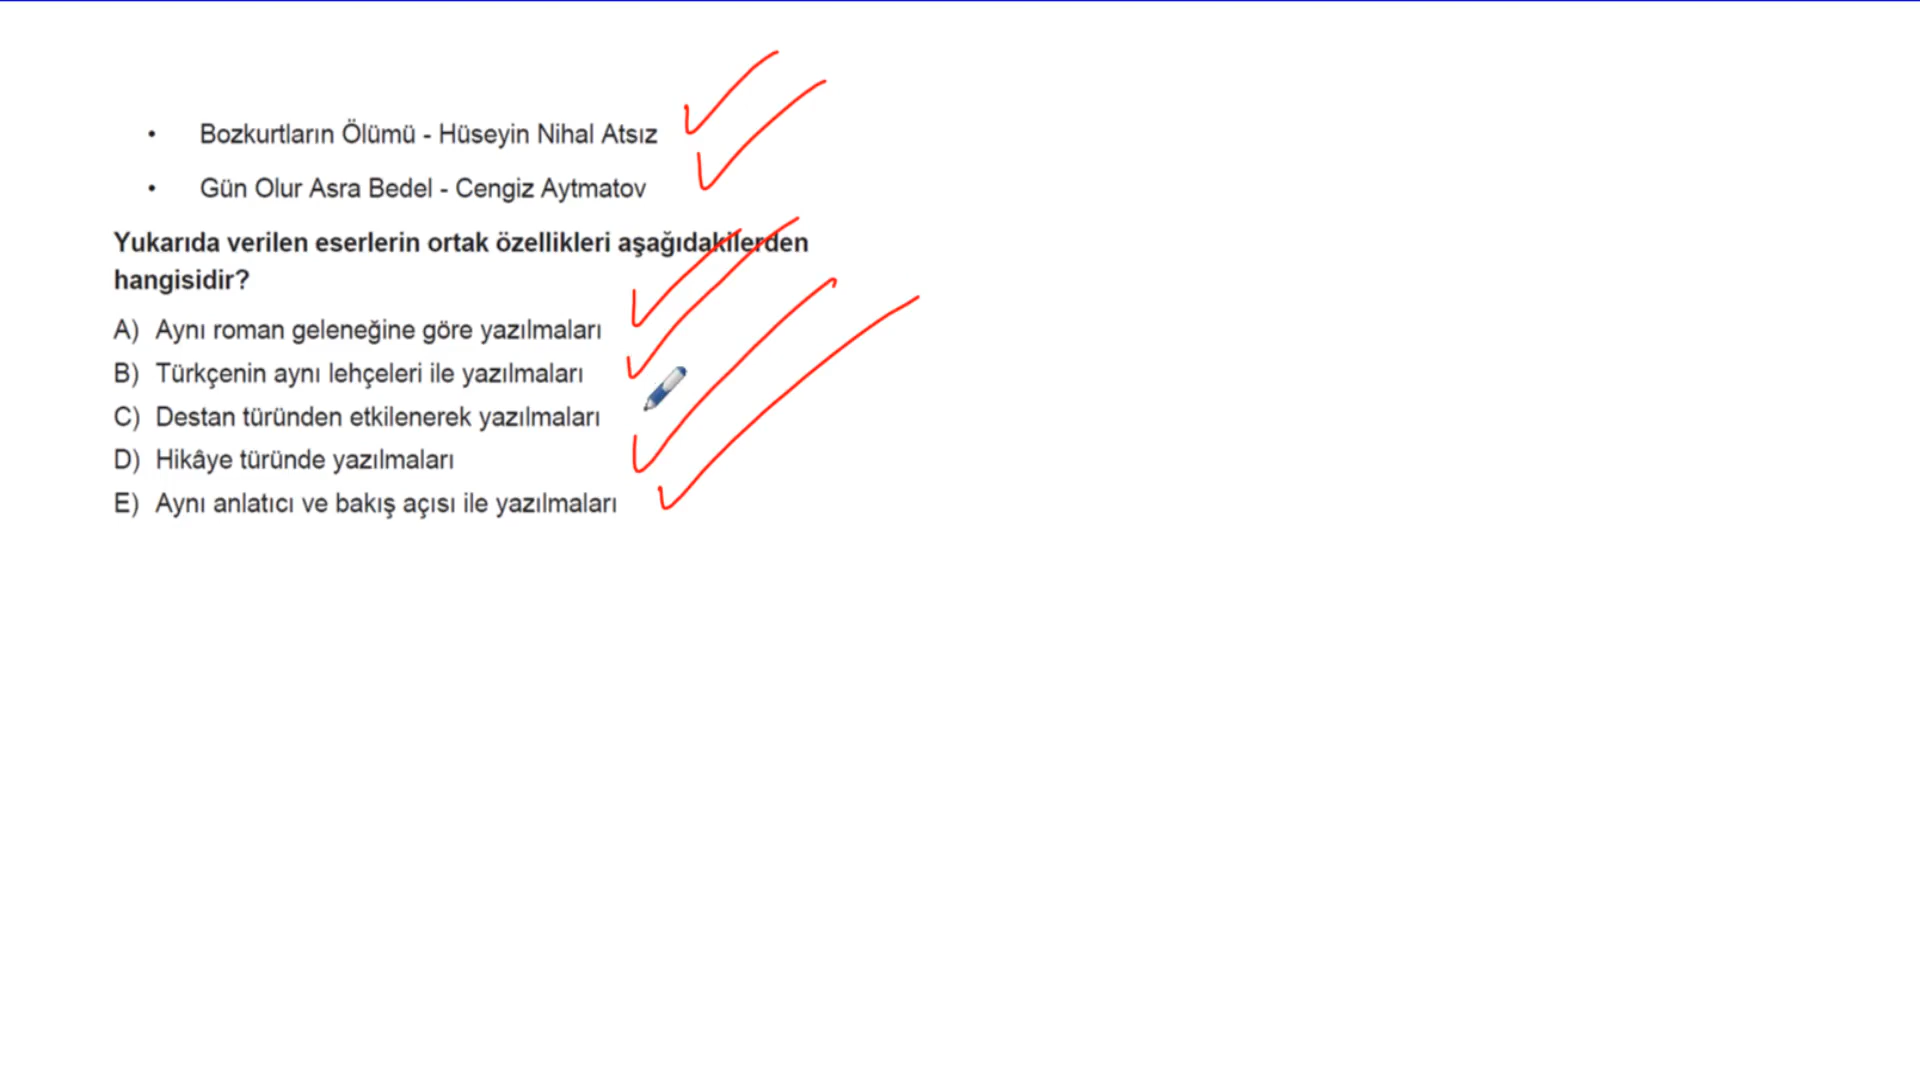 • Bozkurtların Ölümü - Hüseyin Nihal Atsız
• Gün Olur Asra Bedel - Cengiz Aytmatov
Yukarıda verilen eserlerin ortak özellikleri aşağıdakilerden
hangisidir?
A) Aynı roman geleneğine göre yazılmaları
B) Türkçenin aynı lehçeleri ile yazılmaları
C) Destan türünden etkilenerek yazılmaları
D) Hikâye türünde yazılmaları
E) Aynı anlatıcı ve bakış açısı ile yazılmaları